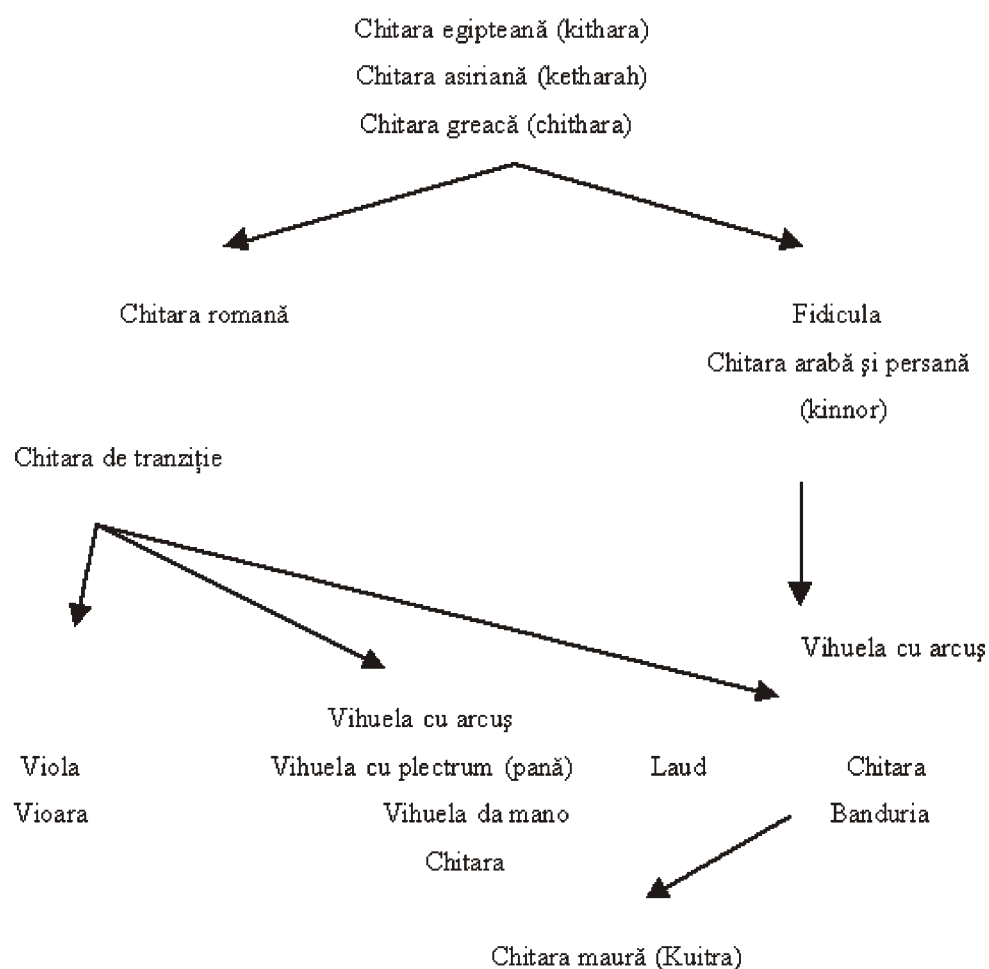 Chitara egipteană (kithara)
Chitara asiriană (ketharah)
Chitara greacă (chithara)
Chitara romană
Fidicula
Chitara arabă şi persană
(kinnor)
Chitara de tranziţie
Vihuela cu arcuş
Vihuela cu arcuş
Viola
Vihuela cu plectrum (pană)
Laud
Chitara
Vioara
Vihuela da mano
Banduria
Chitara
Chitara maură (Kuitra)